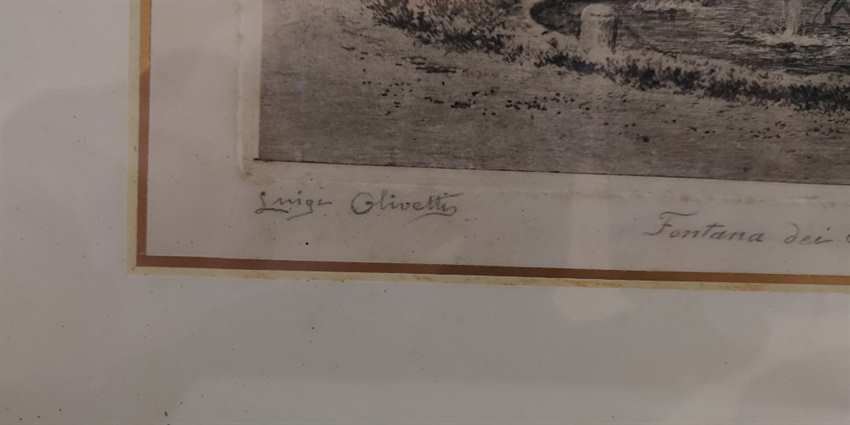 Luigi Olivetti
Fontana dei